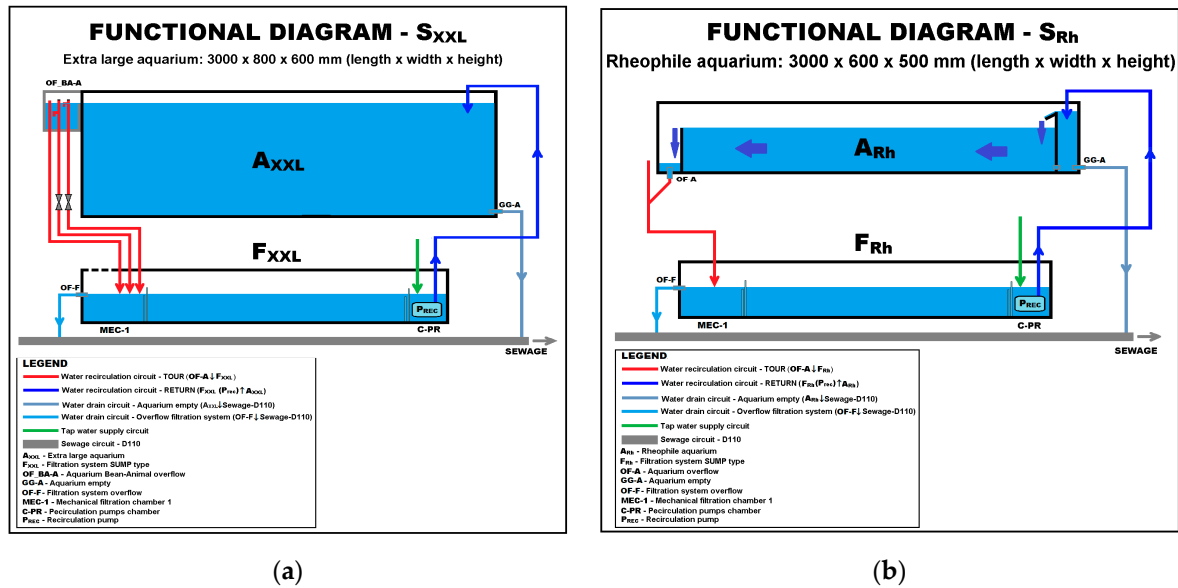 FUNCTIONAL DIAGRAM - SXXL
Extra large aquarium: 3000 x 800 x 600 mm (length x width x height)
OF_BA-A
AXXL
GG-A
FXXL
OF-F
PREC
MEC-1
C-PR
SEWAGE
LEGEND
Water recirculation circuit - TOUR (OF-A↓FXXL)
Water recirculation circuit - RETURN (FXXL (Prec)↑AXXL)
Water drain circuit - Aquarium empty (AXXL↓Sewage-D110)
Water drain circuit - Overflow filtration system (OF-F↓Sewage-D110)
Tap water supply circuit
Sewage circuit - D110
AXXL - Extra large aquarium
FXXL - Filtration system SUMP type
OF_BA-A - Aquarium Bean-Animal overflow
GG-A - Aquarium empty
OF-F - Filtration system overflow
MEC-1 - Mechanical filtration chamber 1
C-PR - Pecirculation pumps chamber
PREC - Recirculation pump
(a)
FUNCTIONAL DIAGRAM - SRh
Rheophile aquarium: 3000 x 600 x 500 mm (length x width x height)
ARh
GG-A
OF-A
FRh
OF-F
PREC
MEC-1
C-PR
SEWAGE
LEGEND
Water recirculation circuit - TOUR (OF-A↓FRh)
Water recirculation circuit - RETURN (FRh(Prec)↑ARh)
Water drain circuit - Aquarium empty (ARh↓Sewage-D110)
Water drain circuit - Overflow filtration system (OF-F↓Sewage-D110)
Tap water supply circuit
Sewage circuit - D110
ARh - Rheophile aquarium
FRh - Filtration system SUMP type
OF-A - Aquarium overflow
GG-A - Aquarium empty
OF-F - Filtration system overflow
MEC-1 - Mechanical filtration chamber 1
C-PR - Pecirculation pumps chamber
PREC - Recirculation pump
(b)